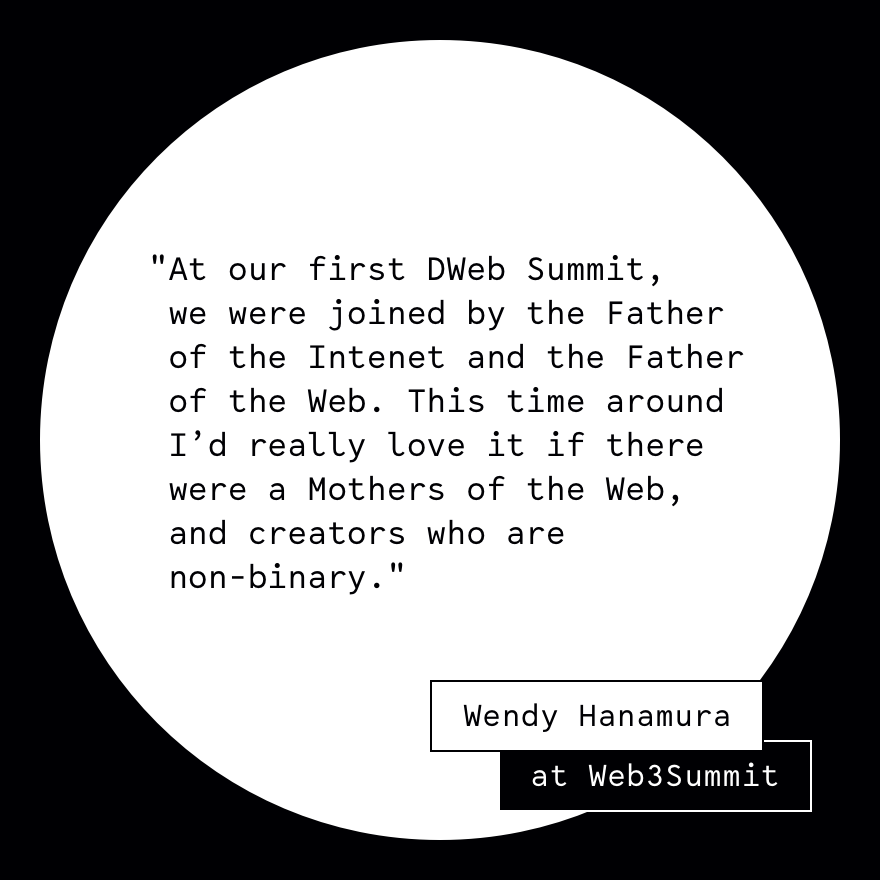 "At our first DWeb Summit,
we were joined by the Father
of the Intenet and the Father
of the Web. This time around
I’d really love it if there
were a Mothers of the Web,
and creators who are
non-binary."
Wendy Hanamura
at Web3Summit